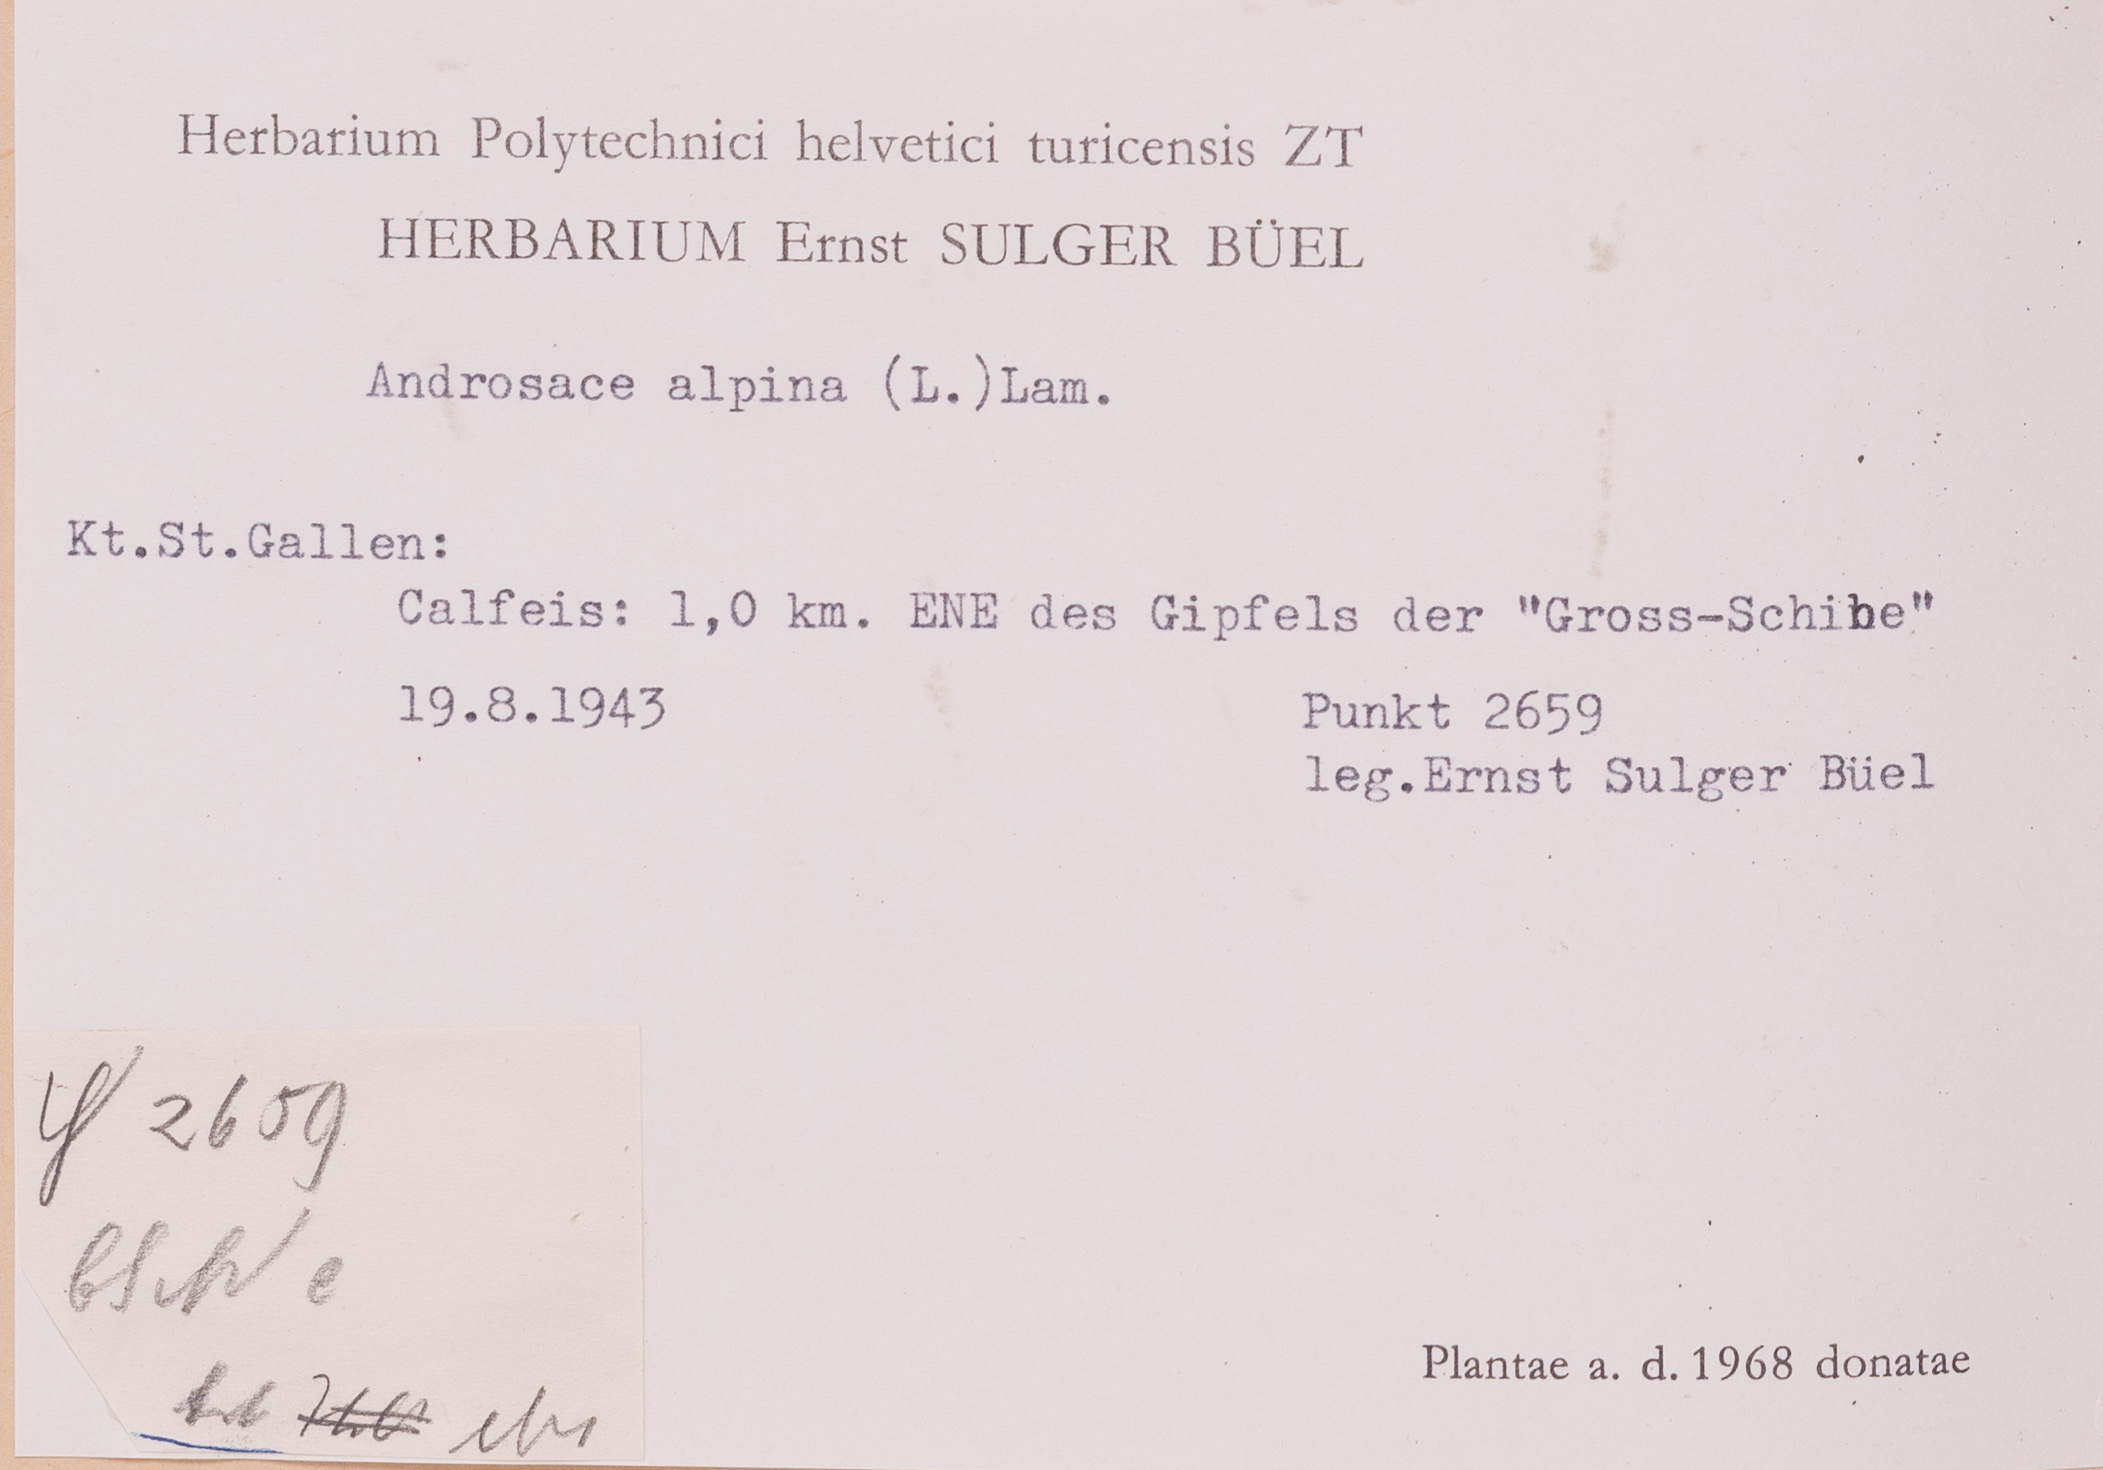 Herbarium Polytechnici helvetici turicensis ZT
HERBARIUM Ernst SULGER BÜEL
Androsace alpina (L.)Lam.
Kt.St.Gallen:
Calfeis: 1,0 km. ENE des Gipfels der "Gross-Schibe"
19.8.1943
Punkt 2659
leg.Ernst Sulger Büel
2659
Plantae a. d. 1968 donatae